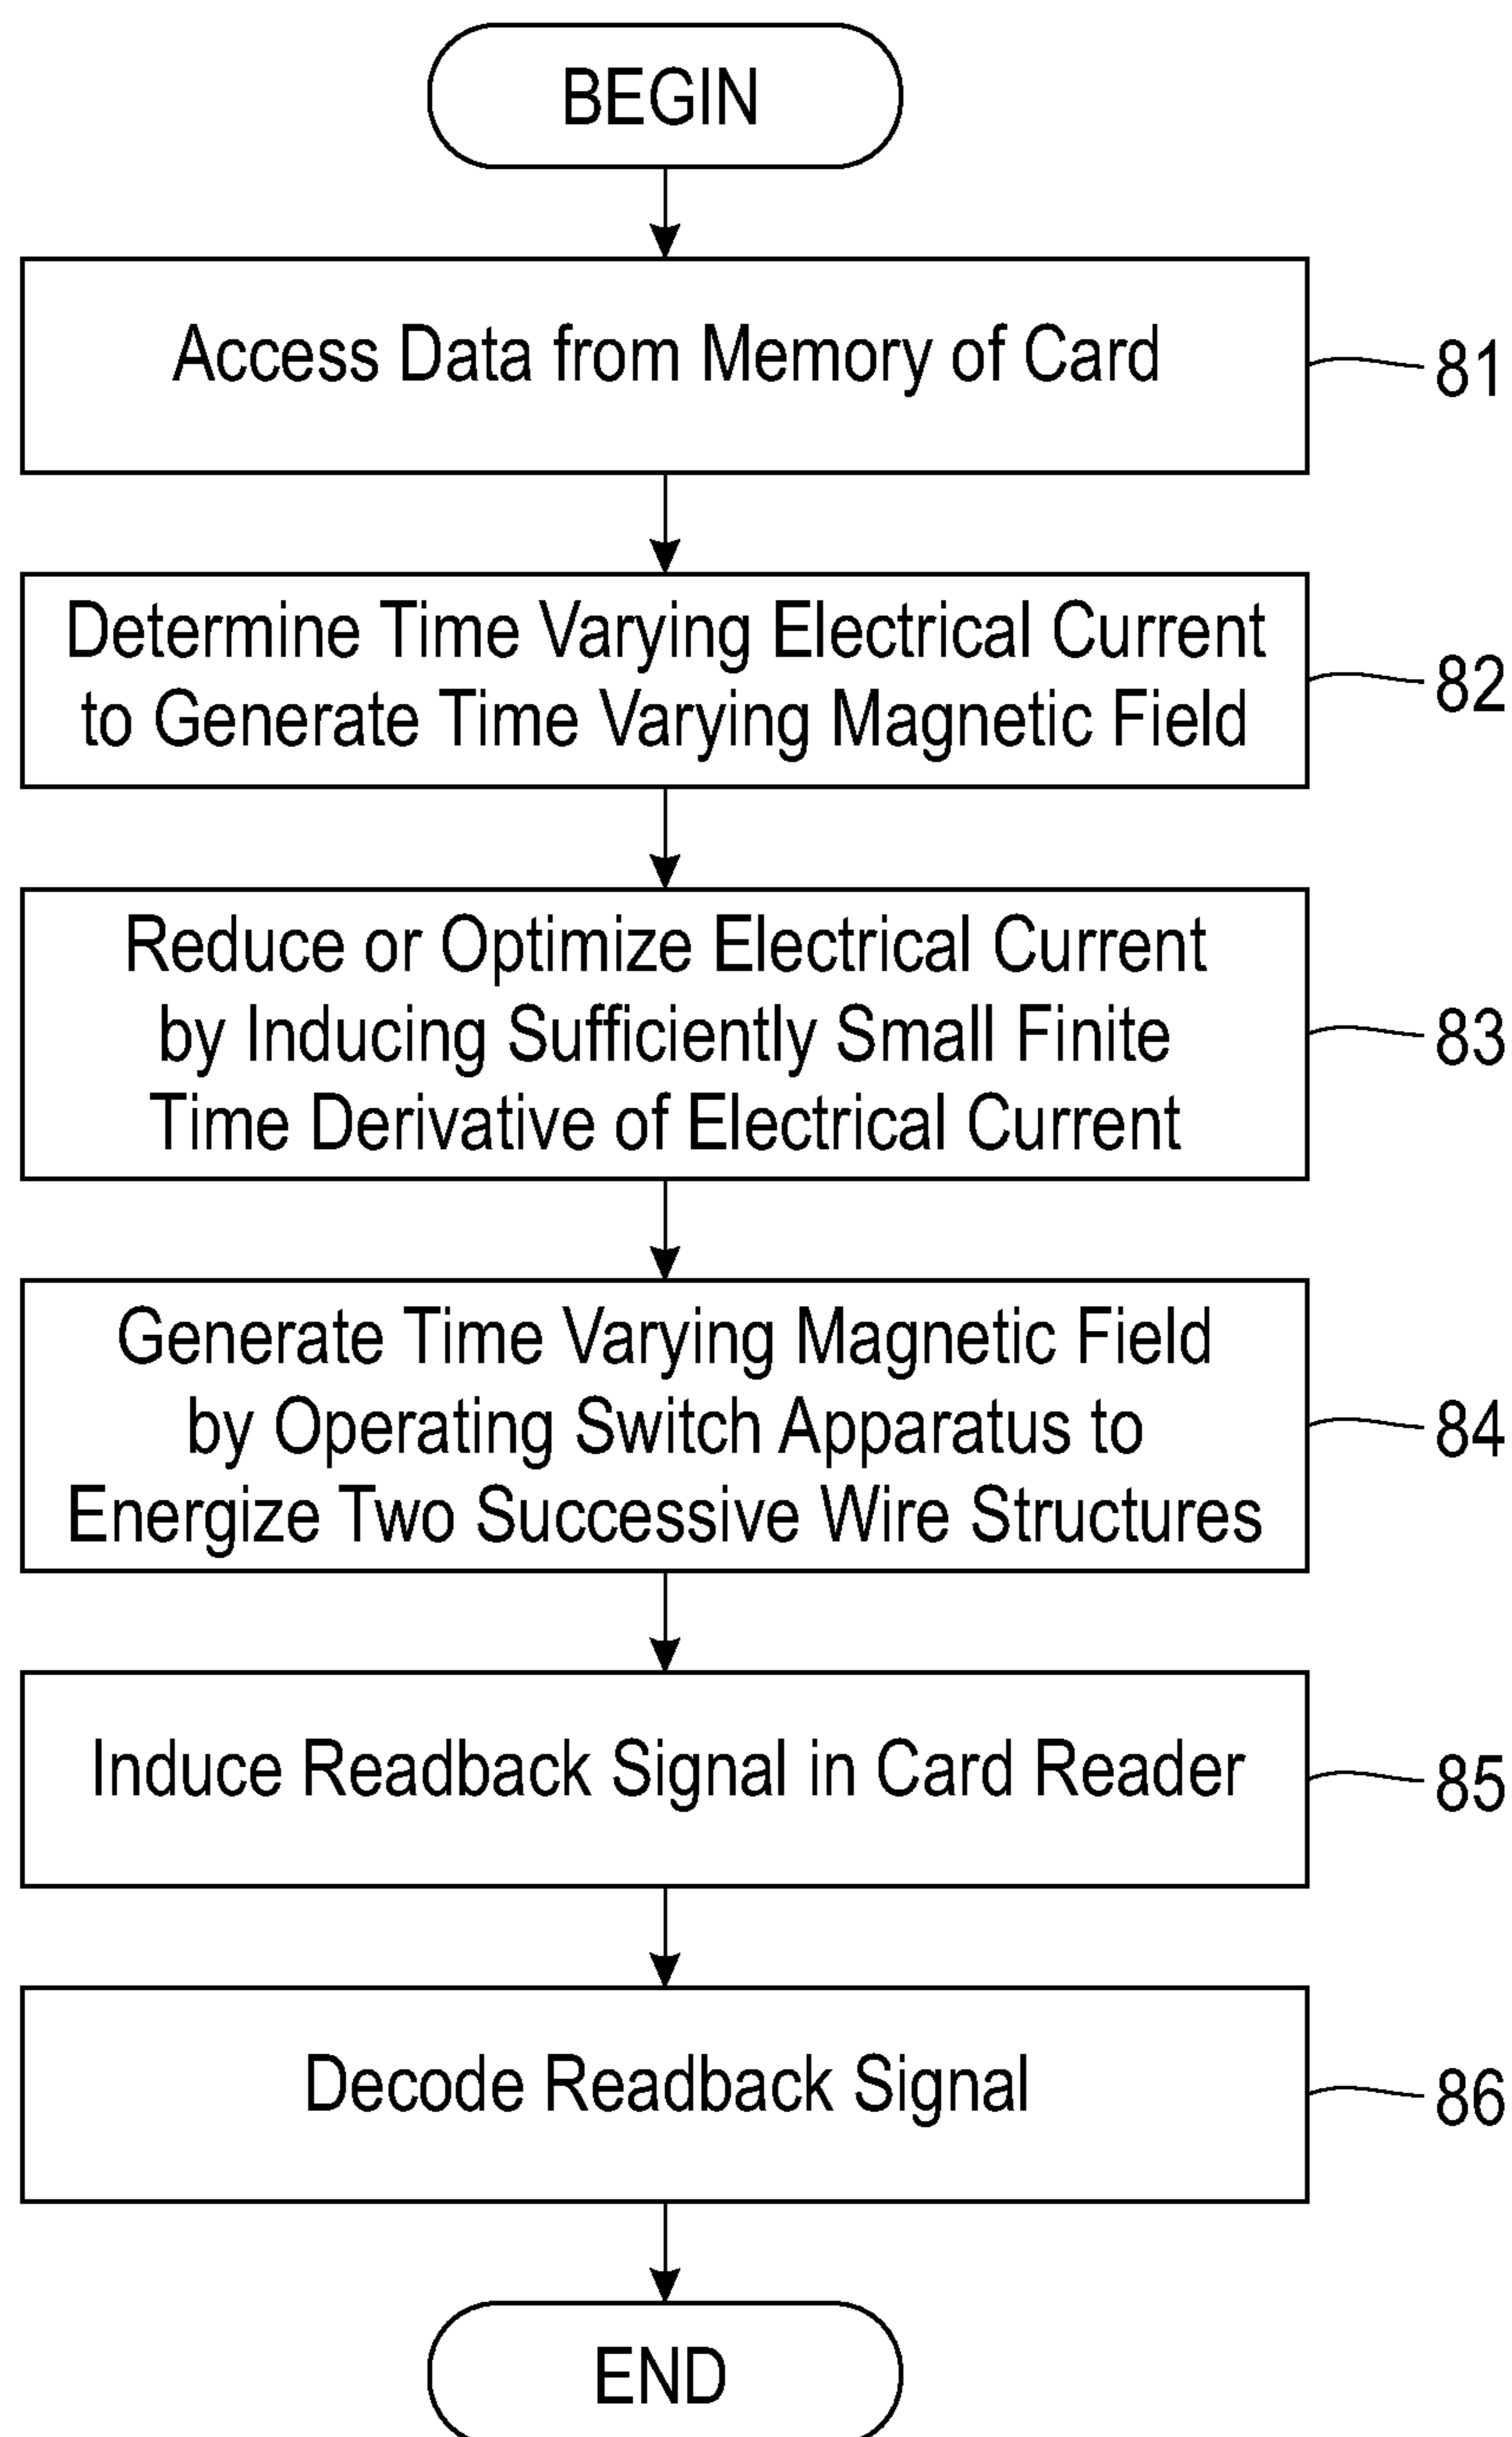 BEGIN
Access Data from Memory of Card
81
Determine Time Varying Electrical Current
to Generate Time Varying Magnetic Field
82
Reduce or Optimize Electrical Current
by Inducing Sufficiently Small Finite
Time Derivative of Electrical Current
83
Generate Time Varying Magnetic Field
by Operating Switch Apparatus to
Energize Two Successive Wire Structures
84
Induce Readback Signal in Card Reader
85
Decode Readback Signal
86
END